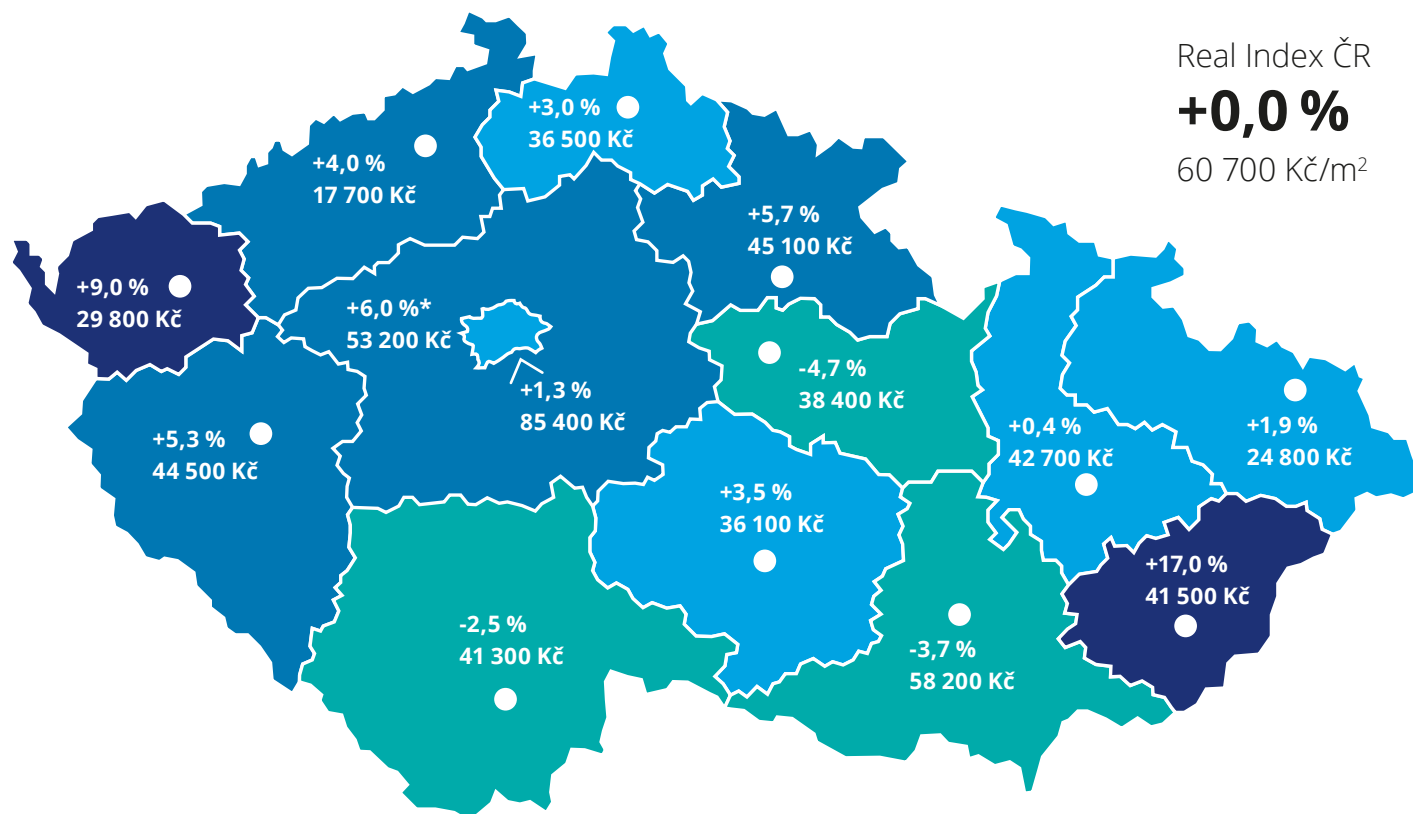 Real Index ČR
+0,0 %
60 700 Kč/m²
+3,0 %
36 500 Kč
+4,0 %
17 700 Kč
+5,7 %
45 100 Kč
+9,0 %
29 800 Kč
+6,0 %*
53 200 Kč
+1,3 %
85 400 Kč
-4,7 %
38 400 Kč
+5,3 %
44 500 Kč
+0,4 %
42 700 Kč
+1,9 %
24 800 Kč
+3,5 %
36 100 Kč
+17,0 %
41 500 Kč
-2,5 %
41 300 Kč
-3,7 %
58 200 Kč